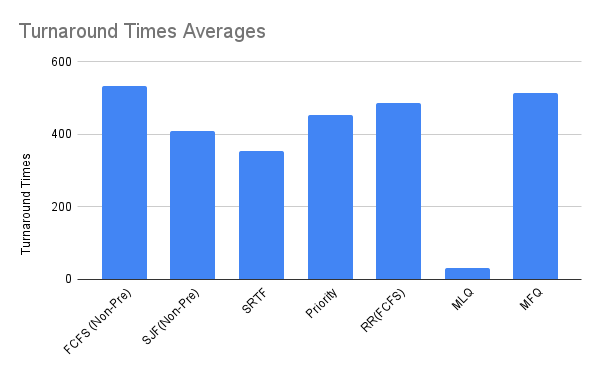 Turnaround Times Averages
600
400
200
0
Turnaround Times
FCFS (Non-Pre)
SJF(Non-Pre)
SRTF
Priority
RR(FCFS)
MLQ
MFQ